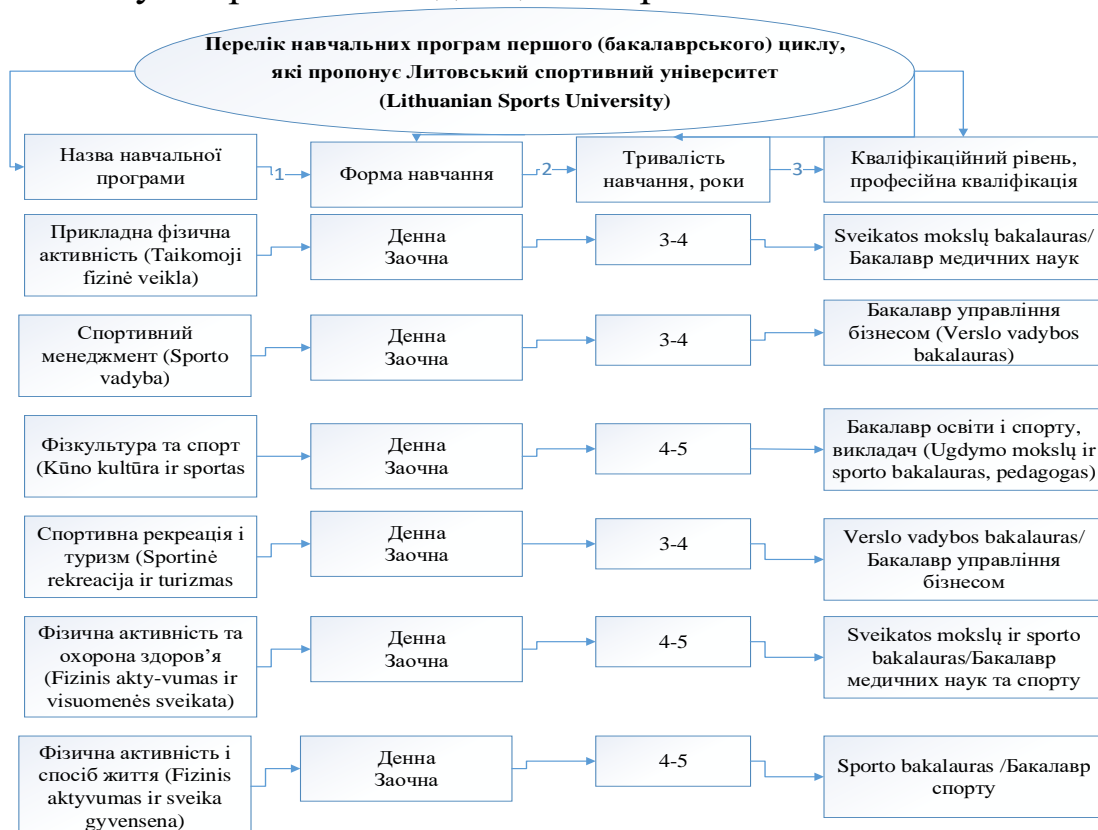 Перелік навчальних програм першого (бакалаврського) циклу,
які пропонує Литовський спортивний університет
(Lithuanian Sports University)
Назва навчальної
програми
1
Форма навчання
2
Тривалість
навчання, роки
3
Кваліфікаційний рівень,
професійна кваліфікація
Прикладна фізична
активність (Taikomoji
fizinė veikla)
Денна
Заочна
3-4
Sveikatos mokslų bakalauras/
Бакалавр медичних наук
Спортивний
менеджмент (Sporto
vadyba)
Денна
Заочна
3-4
Бакалавр управління
бізнесом (Verslo vadybos
bakalauras)
Фізкультура та спорт
(Kūno kultūra ir sportas
Денна
Заочна
4-5
Бакалавр освіти і спорту,
викладач (Ugdymo mokslų ir
sporto bakalauras, pedagogas)
Спортивна рекреація і
туризм (Sportinė
rekreacija ir turizmas
Денна
Заочна
3-4
Verslo vadybos bakalauras/
Бакалавр управління
бізнесом
Фізична активність та
охорона здоров’я
(Fizinis akty-vumas ir
visuomenės sveikata)
Денна
Заочна
4-5
Sveikatos mokslų ir sporto
bakalauras/Бакалавр
медичних наук та спорту
Фізична активність і
спосіб життя (Fizinis
aktyvumas ir sveika
gyvensena)
Денна
Заочна
4-5
Sporto bakalauras /Бакалавр
спорту